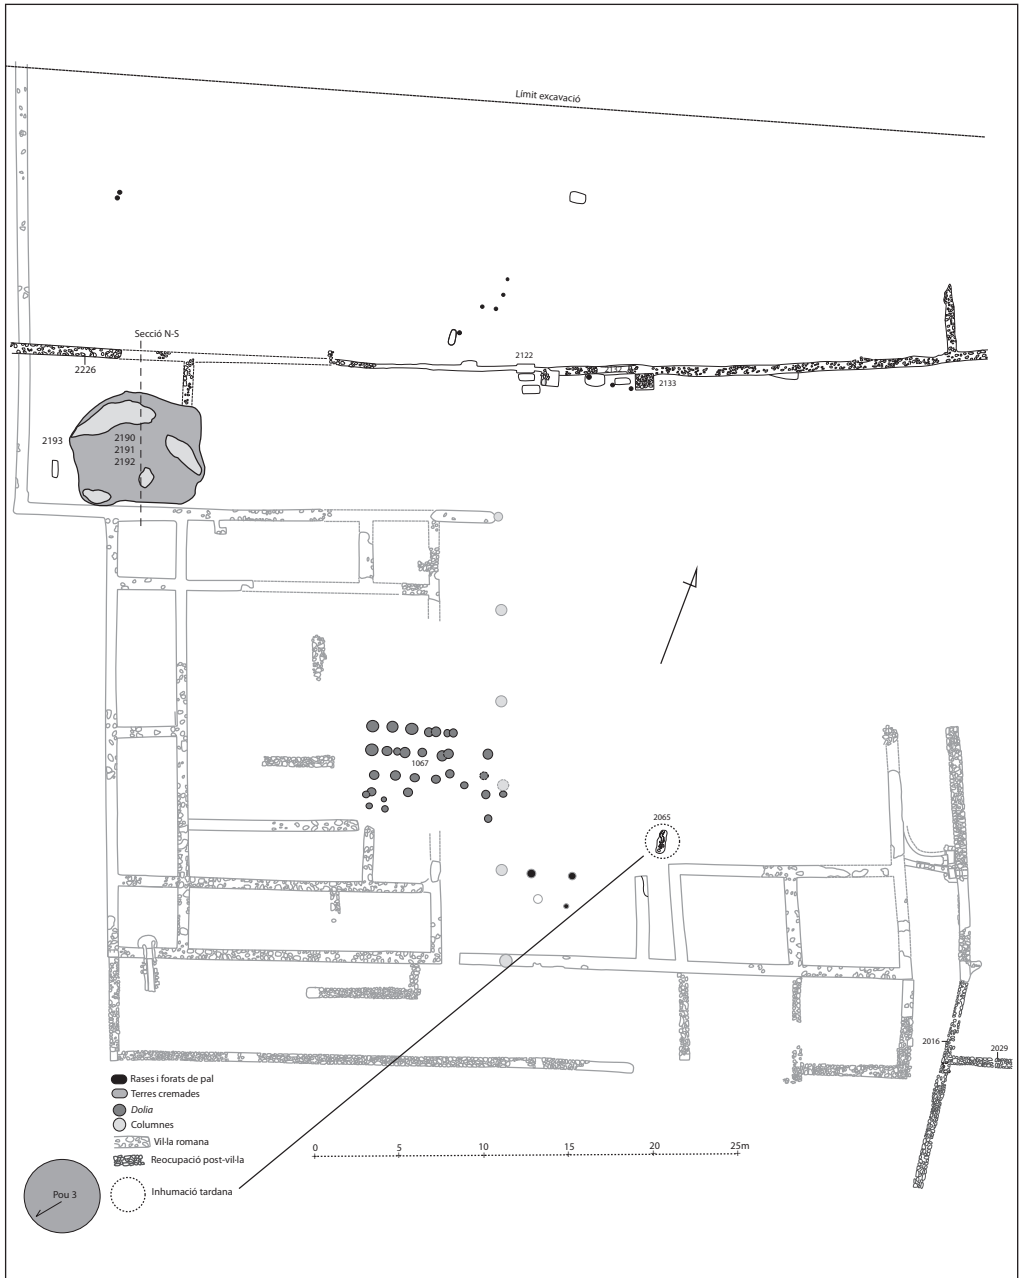 Límit excavació
Secció N-S
2122
2226
2132
2133
2193
2190
2191
2192
1067
2065
2016
2029
Rases i forats de pal
Terres cremades
Dolia
Columnes
Vil·la romana
Reocupació post-vil·la
Inhumació tardana
0 5 10 15 20 25m
Pou 3